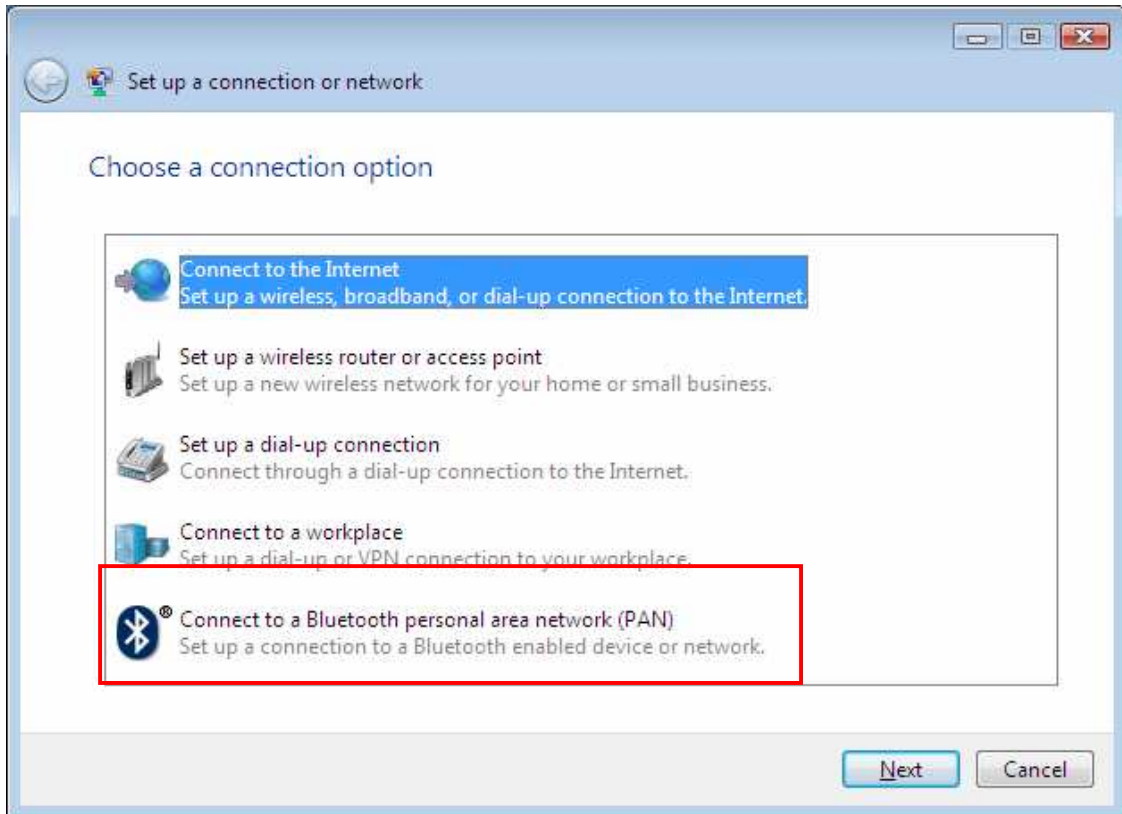 Set up a connection or network
Choose a connection option
Connect to the Internet
Set up a wireless, broadband, or dial-up connection to the Internet.
Set up a wireless router or access point
Set up a new wireless network for your home or small business.
Set up a dial-up connection
Connect through a dial-up connection to the Internet.
Connect to a workplace
Set up a dial-up or VPN connection to your workplace.
® Connect to a Bluetooth personal area network (PAN)
Set up a connection to a Bluetooth enabled device or network.
Next Cancel